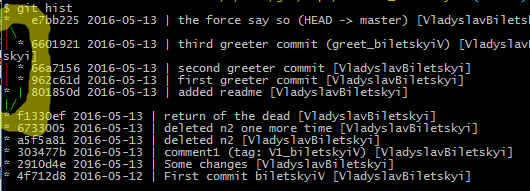 $ git hist
*   e7bb225 2016-05-13 | the force say so (HEAD -> master) [VladyslavBiletski
|\
| * 6601921 2016-05-13 | third greeter commit (greet_biletskyiV) [VladyslavBile
skyi]
| * 66a7156 2016-05-13 | second greeter commit [VladyslavBiletskyi]
| * 962c61d 2016-05-13 | first greeter commit [VladyslavBiletskyi]
* | 801850d 2016-05-13 | added readme [VladyslavBiletskyi]
|/
* f1330ef 2016-05-13 | return of the dead [VladyslavBiletskyi]
* 6733005 2016-05-13 | deleted n2 one more time [VladyslavBiletskyi]
* a5f5a81 2016-05-13 | deleted n2 [VladyslavBiletskyi]
* 303477b 2016-05-13 | comment1 (tag: V1_biletskyiV) [VladyslavBiletskyi]
* 2910d4e 2016-05-13 | Some changes [VladyslavBiletskyi]
* 4f712d8 2016-05-12 | First commit biletskyiV [VladyslavBiletskyi]